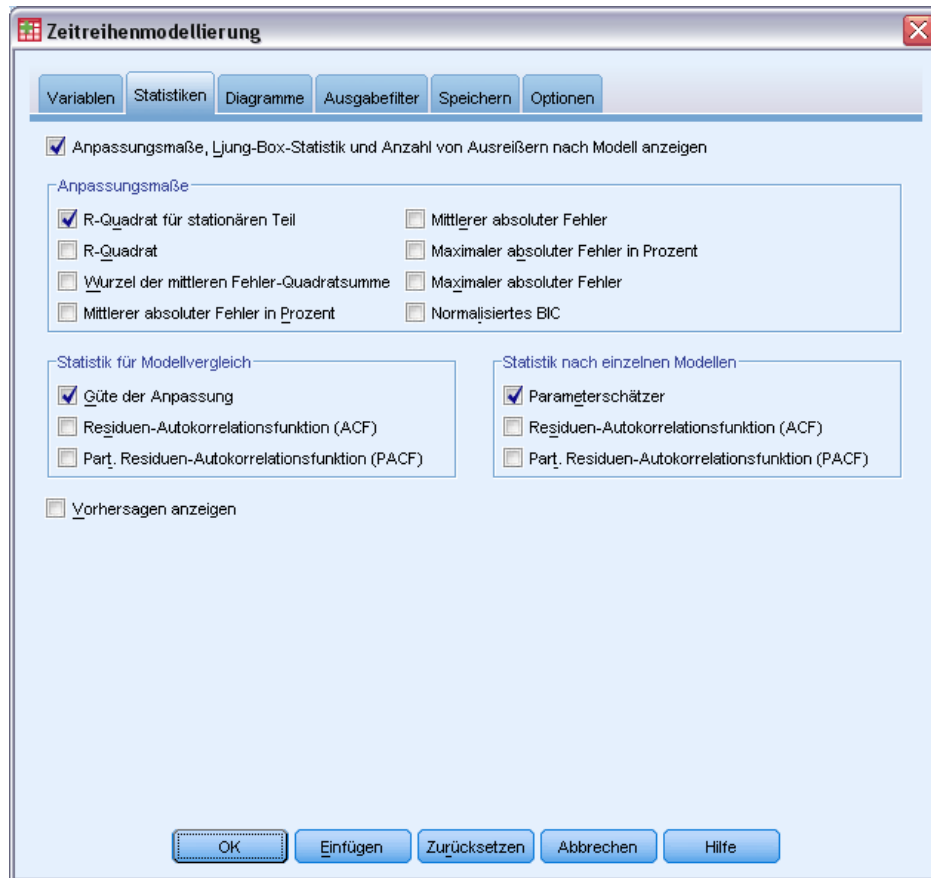 Zeitreihenmodellierung
Variablen Statistiken Diagramme Ausgabefilter Speichern Optionen
Anpassungsmaße, Ljung-Box-Statistik und Anzahl von Ausreißern nach Modell anzeigen
Anpassungsmaße
R-Quadrat für stationären Teil
Mittlerer absoluter Fehler
R-Quadrat
Maximaler absoluter Fehler in Prozent
Wurzel der mittleren Fehler-Quadratsumme
Maximaler absoluter Fehler
Mittlerer absoluter Fehler in Prozent
Normalisiertes BIC
Statistik für Modellvergleich
Güte der Anpassung
Residuen-Autokorrelationsfunktion (ACF)
Part. Residuen-Autokorrelationsfunktion (PACF)
Statistik nach einzelnen Modellen
Parameterschätzer
Residuen-Autokorrelationsfunktion (ACF)
Part. Residuen-Autokorrelationsfunktion (PACF)
Vorhersagen anzeigen
OK Einfügen Zurücksetzen Abbrechen Hilfe